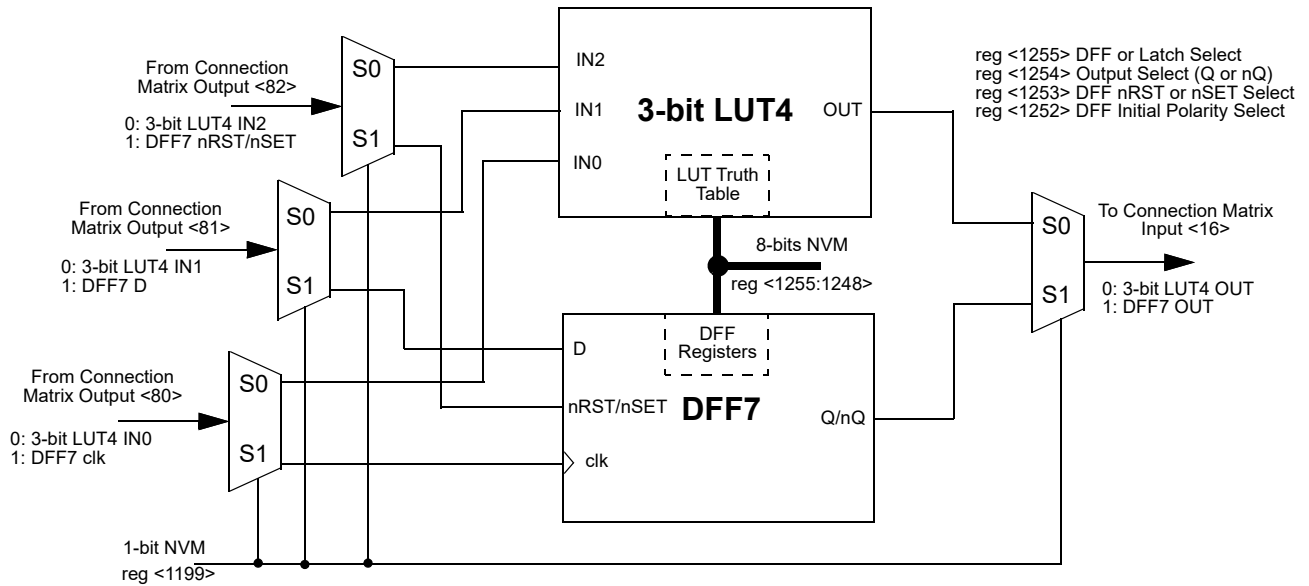 From Connection
Matrix Output <82>
0: 3-bit LUT4 IN2
1: DFF7 nRST/nSET
S0
S1
From Connection
Matrix Output <81>
0: 3-bit LUT4 IN1
1: DFF7 D
S0
S1
From Connection
Matrix Output <80>
0: 3-bit LUT4 IN0
1: DFF7 clk
S0
S1
1-bit NVM
reg <1199>
IN2
IN1
IN0
3-bit LUT4
OUT
LUT Truth
Table
8-bits NVM
reg <1255:1248>
DFF
Registers
D
nRST/nSET
clk
DFF7
Q/nQ
reg <1255> DFF or Latch Select
reg <1254> Output Select (Q or nQ)
reg <1253> DFF nRST or nSET Select
reg <1252> DFF Initial Polarity Select
S0
S1
To Connection Matrix
Input <16>
0: 3-bit LUT4 OUT
1: DFF7 OUT